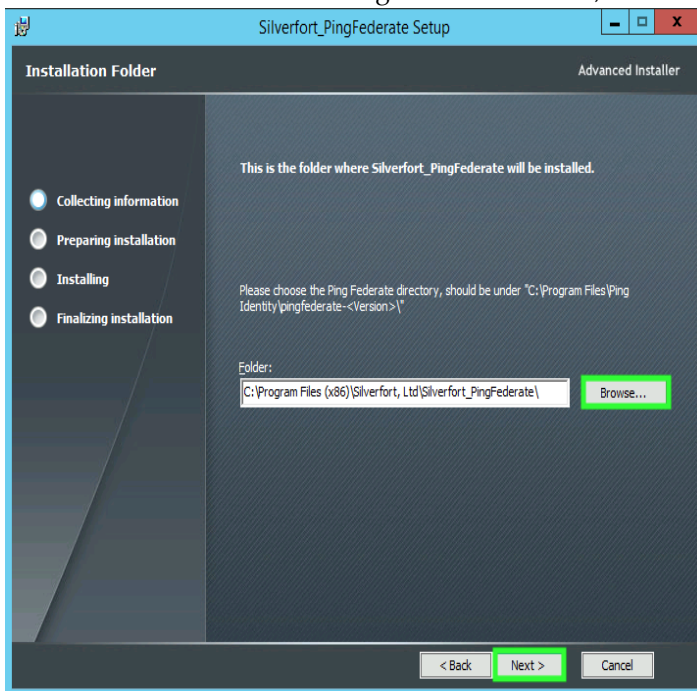 Silverfort_PingFederate Setup
Installation Folder
Advanced Installer
This is the folder where Silverfort_PingFederate will be installed.
Collecting information
Preparing installation
Installing
Finalizing installation
Please choose the Ping Federate directory, should be under "C:\Program Files\Ping
Identity\pingfederate-<Version>\"
Folder:
C:\Program Files (x86)\Silverfort, Ltd\Silverfort_PingFederate\
Browse...
< Back
Next >
Cancel